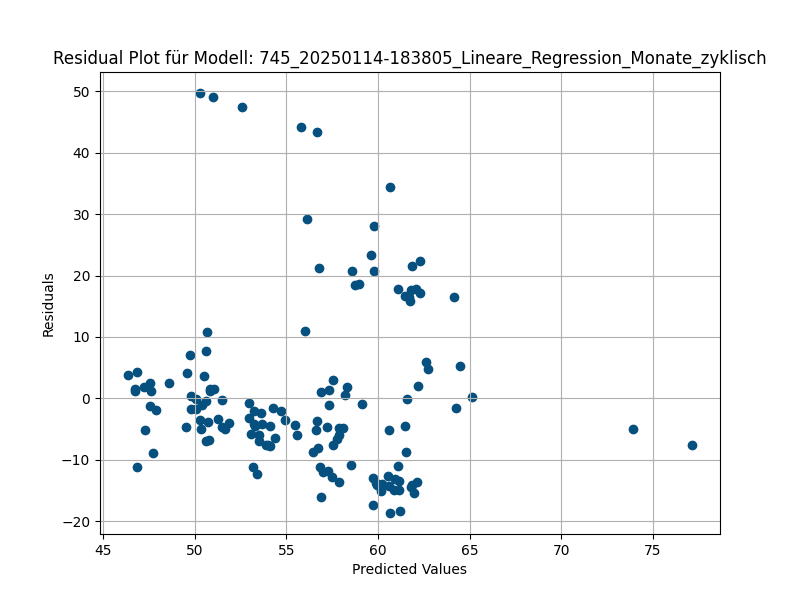 Residual Plot für Modell: 745_20250114-183805_Lineare_Regression_Monate_zyklisch
50
40
30
20
10
0
−10
−20
Residuals
45 50 55 60 65 70 75
Predicted Values